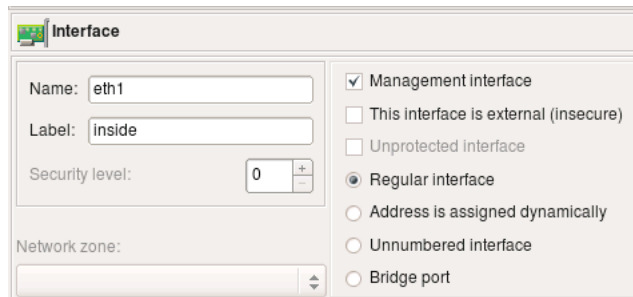 Interface
Name: eth1
Label: inside
Security level: 0
Network zone:
Management interface
This interface is external (insecure)
Unprotected interface
Regular interface
Address is assigned dynamically
Unnumbered interface
Bridge port